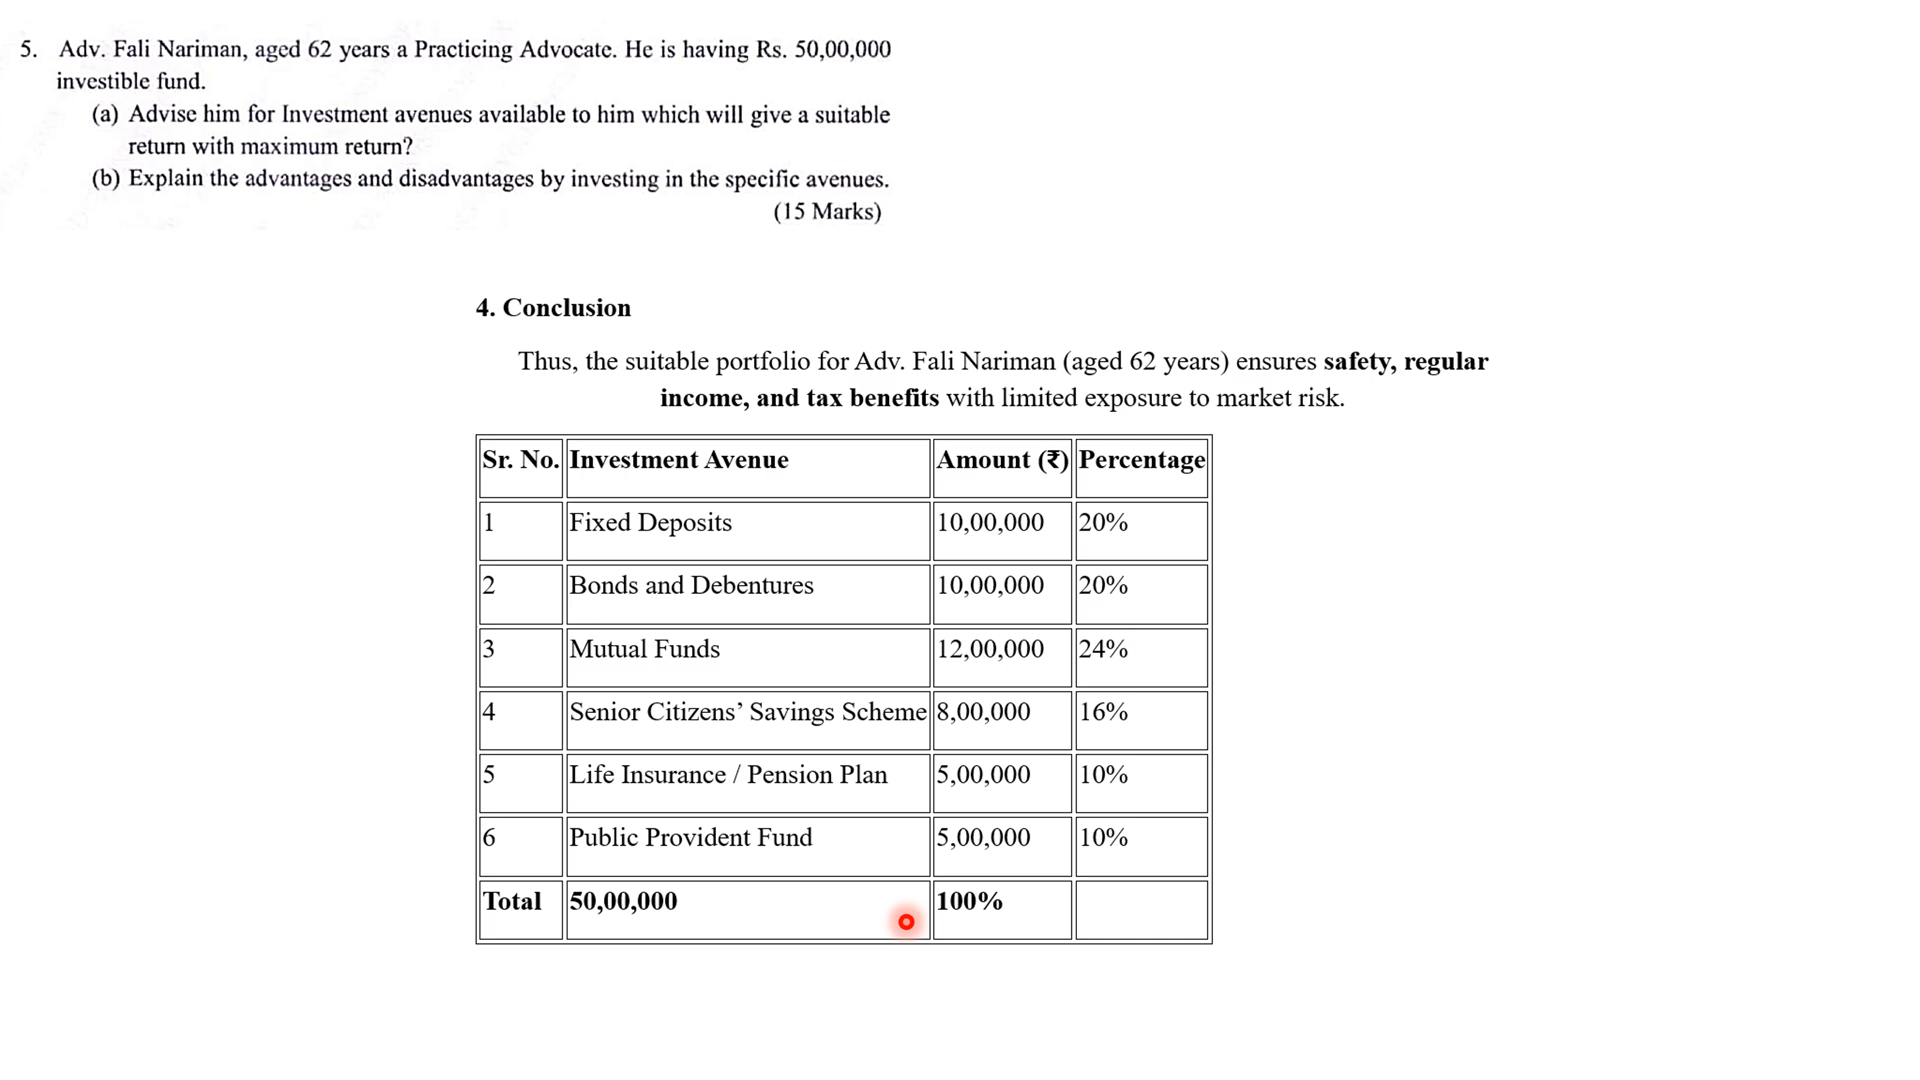 5. Adv. Fali Nariman, aged 62 years a Practicing Advocate. He is having Rs. 50,00,000
investible fund.
(a) Advise him for Investment avenues available to him which will give a suitable
return with maximum return?
(b) Explain the advantages and disadvantages by investing in the specific avenues.
(15 Marks)
4. Conclusion
Thus, the suitable portfolio for Adv. Fali Nariman (aged 62 years) ensures safety, regular
income, and tax benefits with limited exposure to market risk.
Sr. No. Investment Avenue Amount (₹) Percentage
1 Fixed Deposits 10,00,000 20%
2 Bonds and Debentures 10,00,000 20%
3 Mutual Funds 12,00,000 24%
4 Senior Citizens’ Savings Scheme 8,00,000 16%
5 Life Insurance / Pension Plan 5,00,000 10%
6 Public Provident Fund 5,00,000 10%
Total 50,00,000 100%